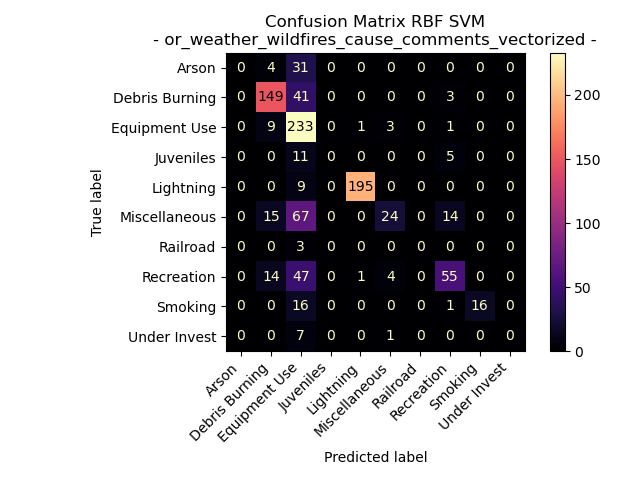 Confusion Matrix RBF SVM
- or_weather_wildfires_cause_comments_vectorized -
True label
Arson 0 4 31 0 0 0 0 0 0 0
Debris Burning 0 149 41 0 0 0 0 3 0 0
Equipment Use 0 9 233 0 1 3 0 1 0 0
Juveniles 0 0 11 0 0 0 0 5 0 0
Lightning 0 0 9 0 195 0 0 0 0 0
Miscellaneous 0 15 67 0 0 24 0 14 0 0
Railroad 0 0 3 0 0 0 0 0 0 0
Recreation 0 14 47 0 1 4 0 55 0 0
Smoking 0 0 16 0 0 0 0 1 16 0
Under Invest 0 0 7 0 0 1 0 0 0 0
Arson
Debris Burning
Equipment Use
Juveniles
Lightning
Miscellaneous
Railroad
Recreation
Smoking
Under Invest
Predicted label
200
150
100
50
0